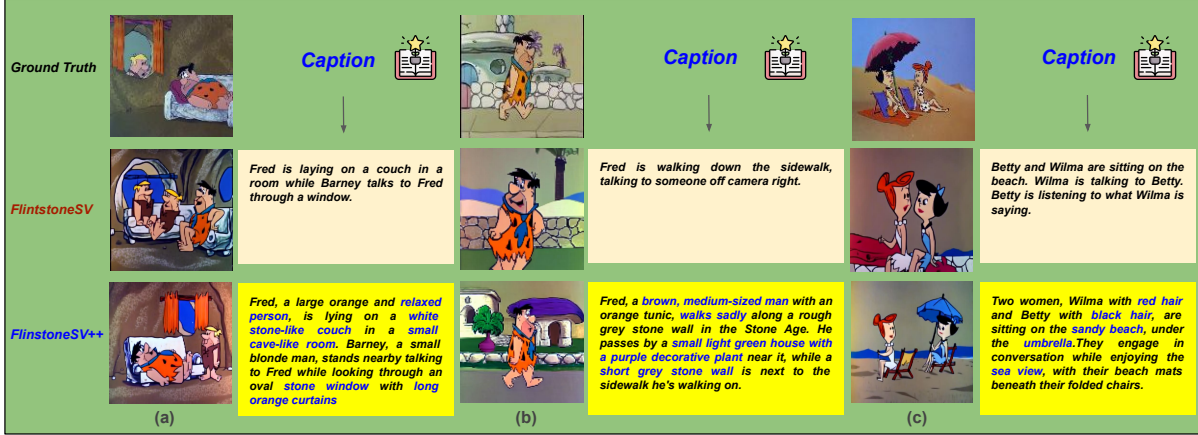 Ground Truth
Caption
Caption
Caption
FlintstoneSV
Fred is laying on a couch in a
room while Barney talks to Fred
through a window.
Fred is walking down the sidewalk,
talking to someone off camera right.
Betty and Wilma are sitting on the
beach. Wilma is talking to Betty.
Betty is listening to what Wilma is
saying.
FlinstoneSV++
Fred, a large orange and relaxed
person, is lying on a white
stone-like couch in a small
cave-like room. Barney, a small
blonde man, stands nearby talking
to Fred while looking through an
oval stone window with long
orange curtains
Fred, a brown, medium-sized man with an
orange tunic, walks sadly along a rough
grey stone wall in the Stone Age. He
passes by a small light green house with
a purple decorative plant near it, while a
short grey stone wall is next to the
sidewalk he's walking on.
Two women, Wilma with red hair
and Betty with black hair, are
sitting on the sandy beach, under
the umbrella.They engage in
conversation while enjoying the
sea view, with their beach mats
beneath their folded chairs.
(a)
(b)
(c)